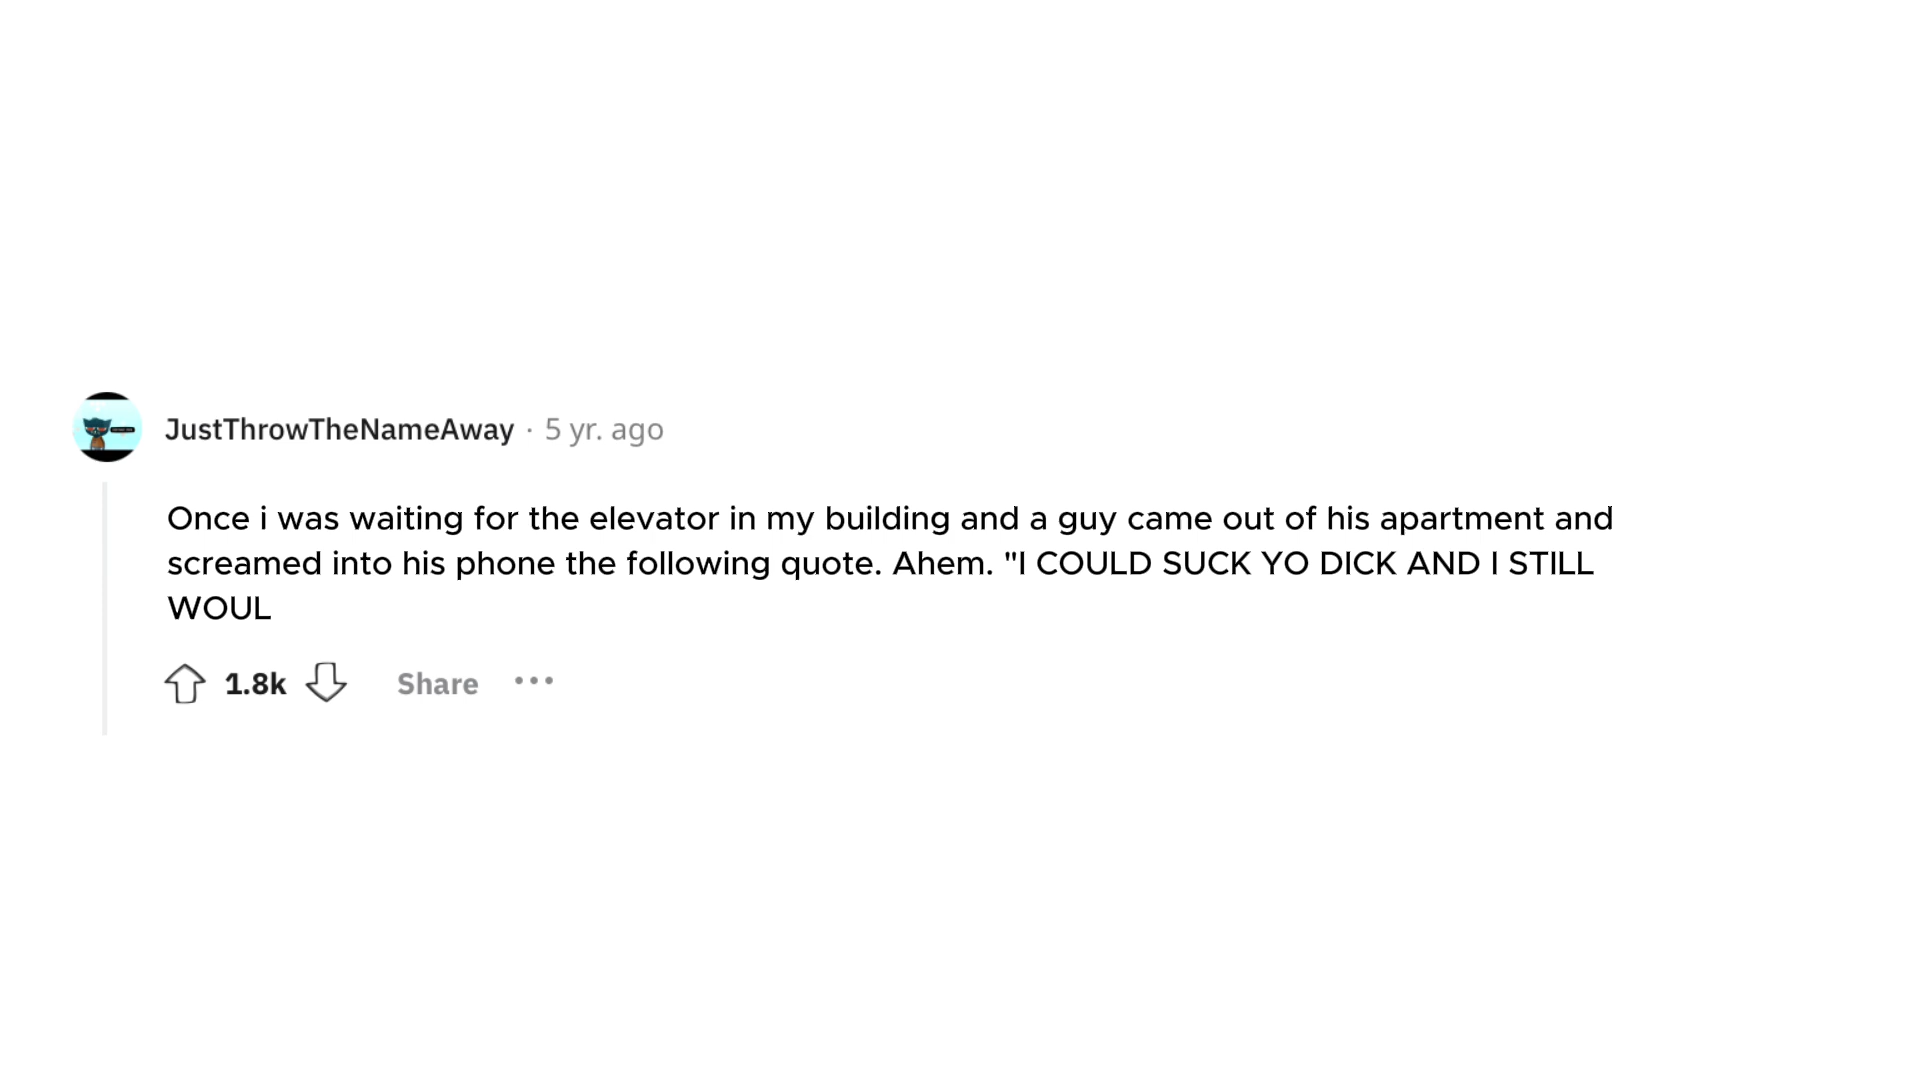 JustThrowTheNameAway · 5 yr. ago
Once i was waiting for the elevator in my building and a guy came out of his apartment and
screamed into his phone the following quote. Ahem. "I COULD SUCK YO DICK AND I STILL
WOUL
1.8k Share